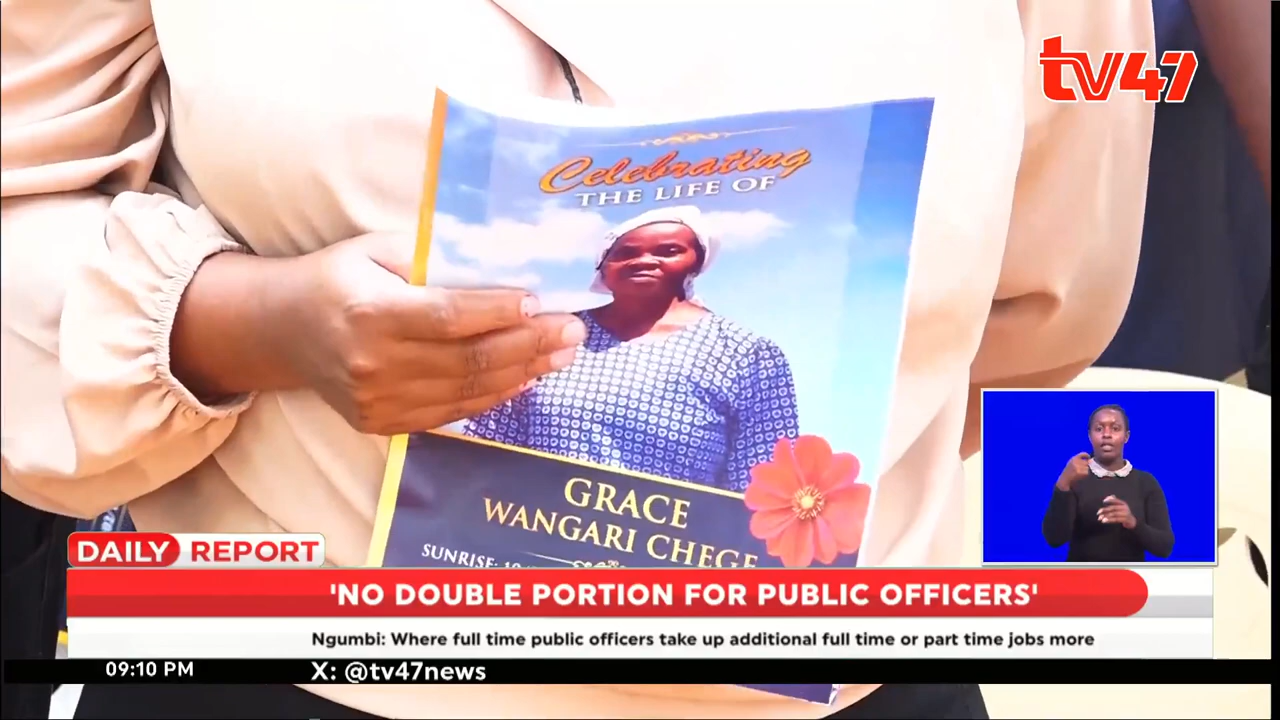 tv47
Celebrating
THE LIFE OF
GRACE
WANGARI CHEGE
SUNRISE:
DAILY REPORT
'NO DOUBLE PORTION FOR PUBLIC OFFICERS'
Ngumbi: Where full time public officers take up additional full time or part time jobs more
09:10 PM
X: @tv47news